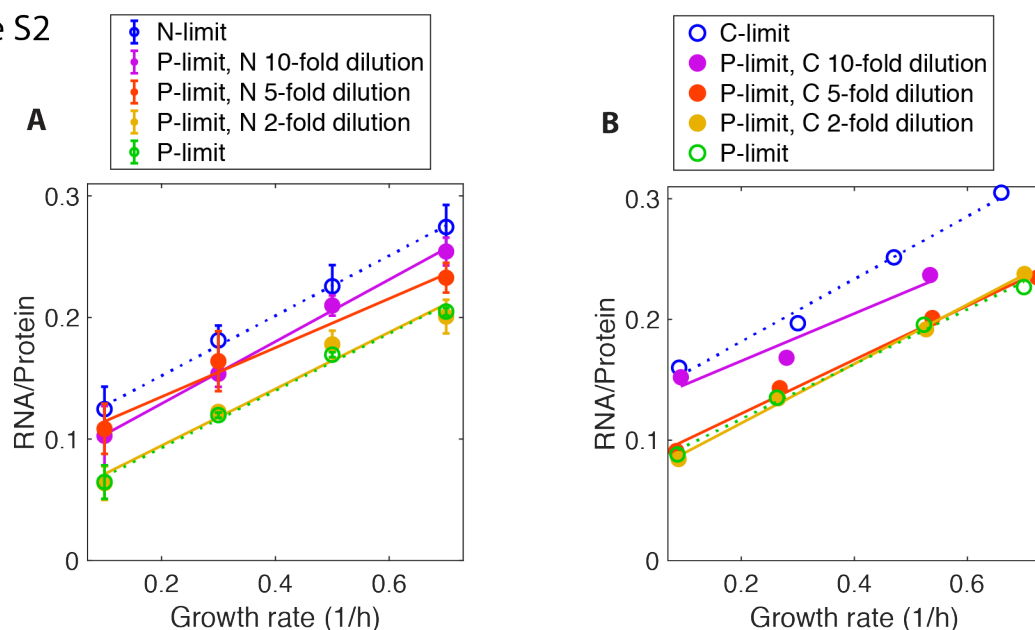 e S2
A
N-limit
P-limit, N 10-fold dilution
P-limit, N 5-fold dilution
P-limit, N 2-fold dilution
P-limit
RNA/Protein
0.3
0.2
0.1
0
0.2 0.4 0.6
Growth rate (1/h)
B
C-limit
P-limit, C 10-fold dilution
P-limit, C 5-fold dilution
P-limit, C 2-fold dilution
P-limit
RNA/Protein
0.3
0.2
0.1
0
0.2 0.4 0.6
Growth rate (1/h)